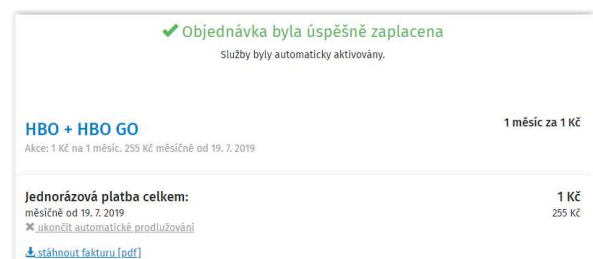 ✔ Objednávka byla úspěšně zaplacena
Služby byly automaticky aktivovány.
HBO + HBO GO
1 měsíc za 1 Kč
Akce: 1 Kč na 1 měsíc. 255 Kč měsíčně od 19. 7. 2019
Jednorázová platba celkem:
1 Kč
měsíčně od 19. 7. 2019
255 Kč
✖ ukončit automatické prodlužování
stáhnout fakturu [pdf]